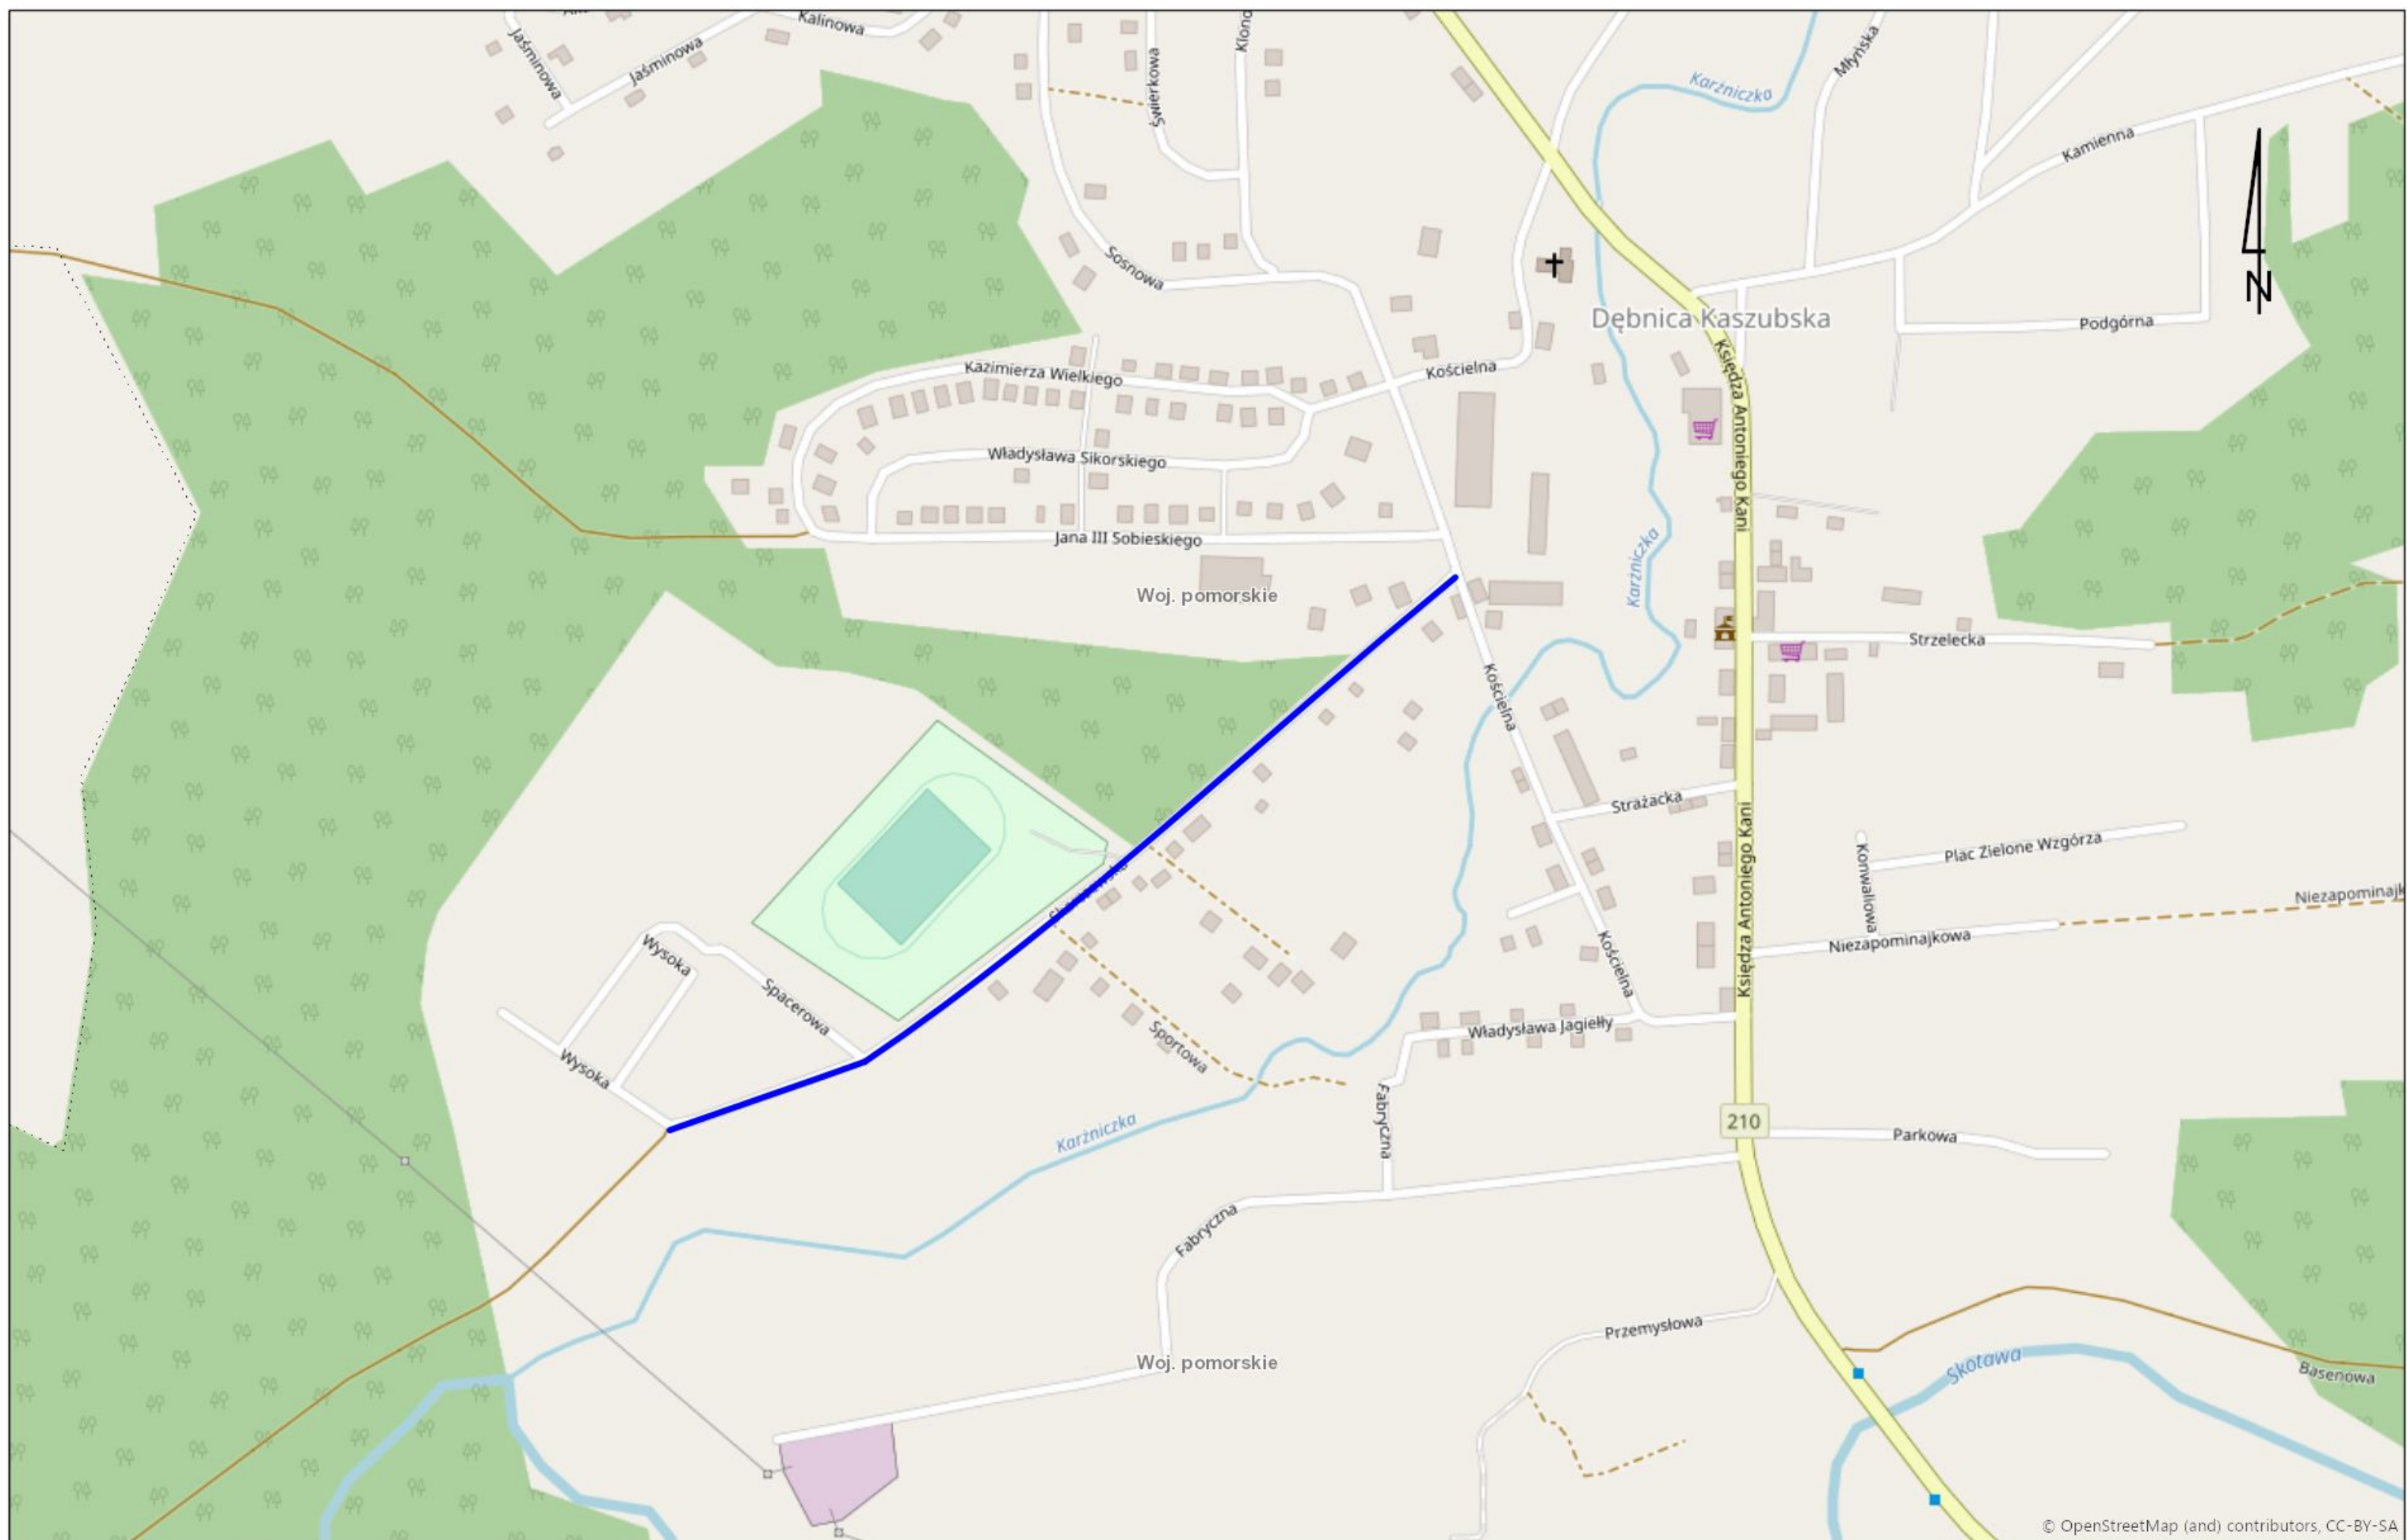 Kalinowa
Jaśminowa
Jaśminowa
Świerkowa
Młyńska
Karżniczka
Kamienna
Sosnowa
N
Dębnica Kaszubska
Podgórna
Kazimierza Wielkiego
Kościelna
Księdza Antoniego Kani
Władysława Sikorskiego
Jana III Sobieskiego
Karżniczka
Woj. pomorskie
Strzelecka
Kościelna
Strażacka
Księdza Antoniego Kani
Plac Zielone Wzgórza
Konwaliowa
Niezapominajkowa
Wysoka
Spacerowa
Kościelna
Władysława Jagiełły
Sportowa
Wysoka
Fabryczna
Karżniczka
210
Parkowa
Fabryczna
Przemysłowa
Woj. pomorskie
Skotawa
Basenowa
© OpenStreetMap (and) contributors, CC-BY-SA